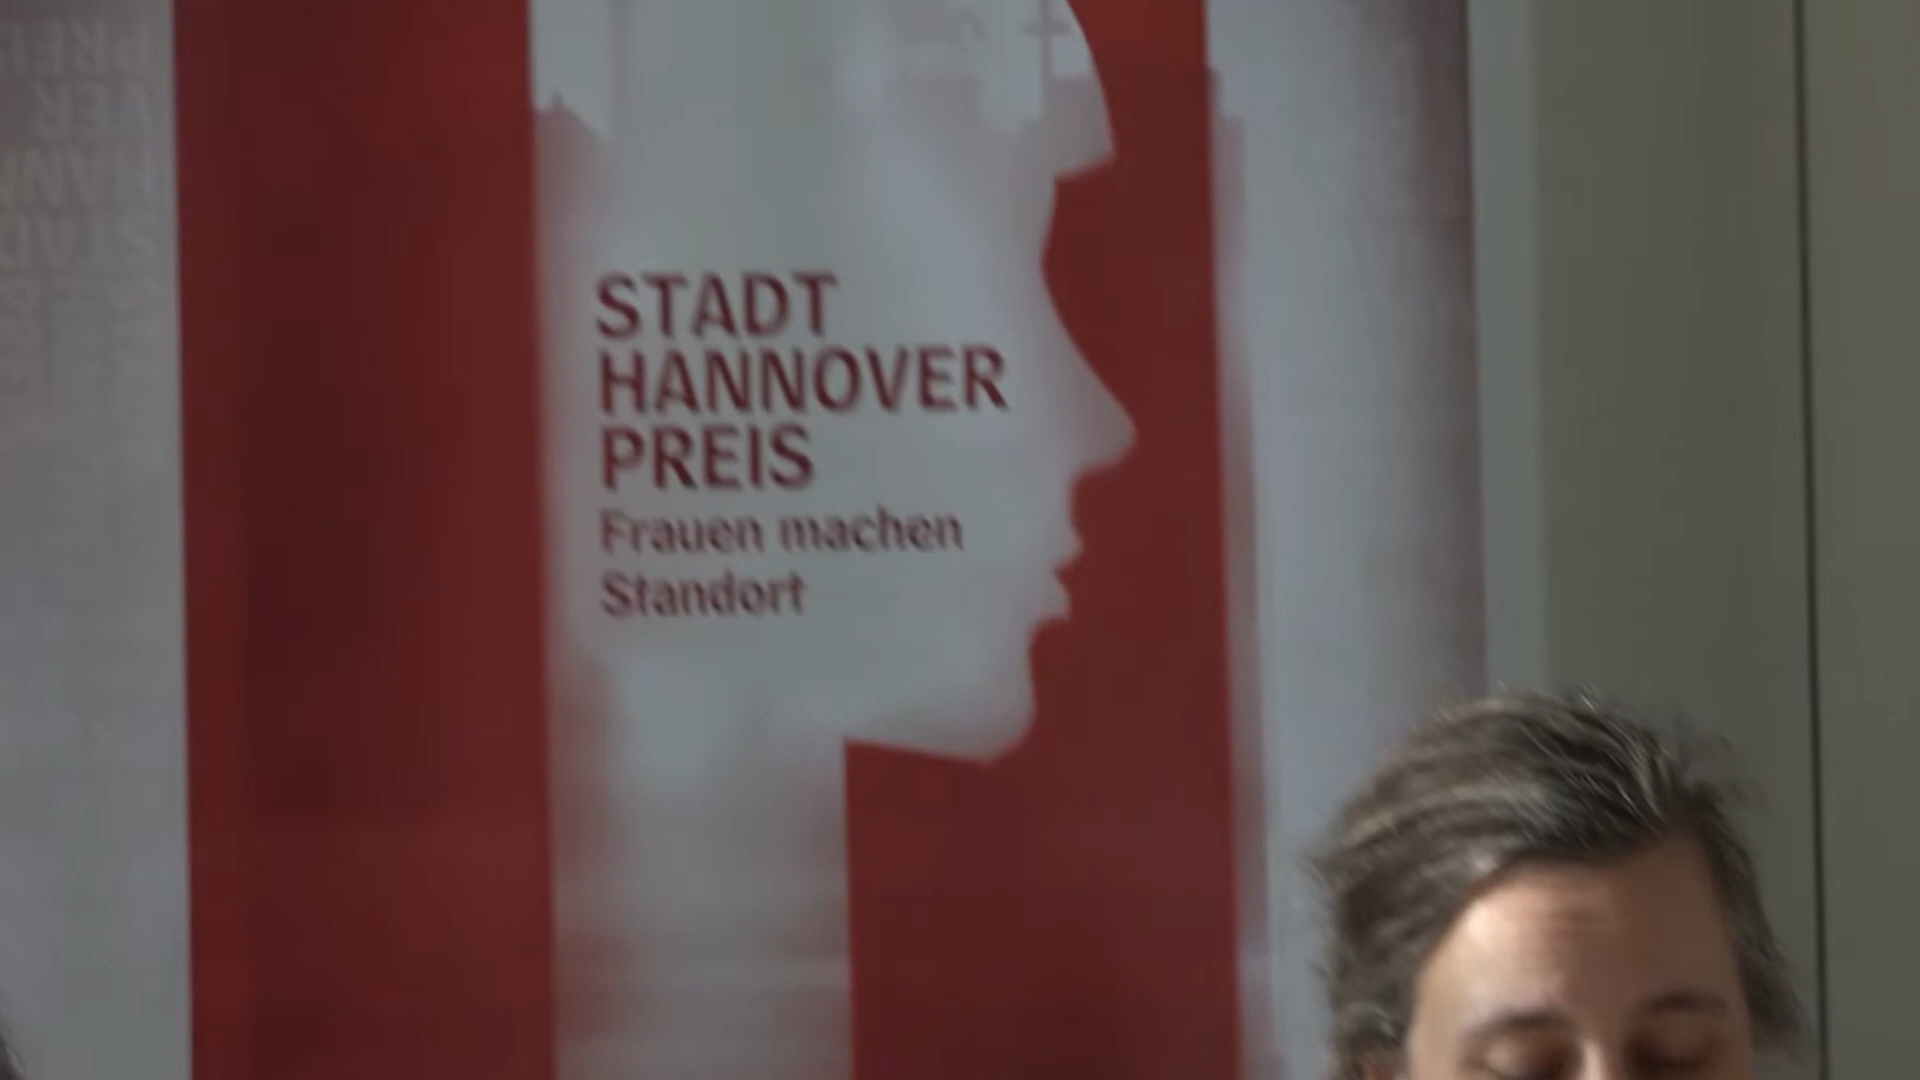 STADT
HANNOVER
PREIS
Frauen machen
Standort